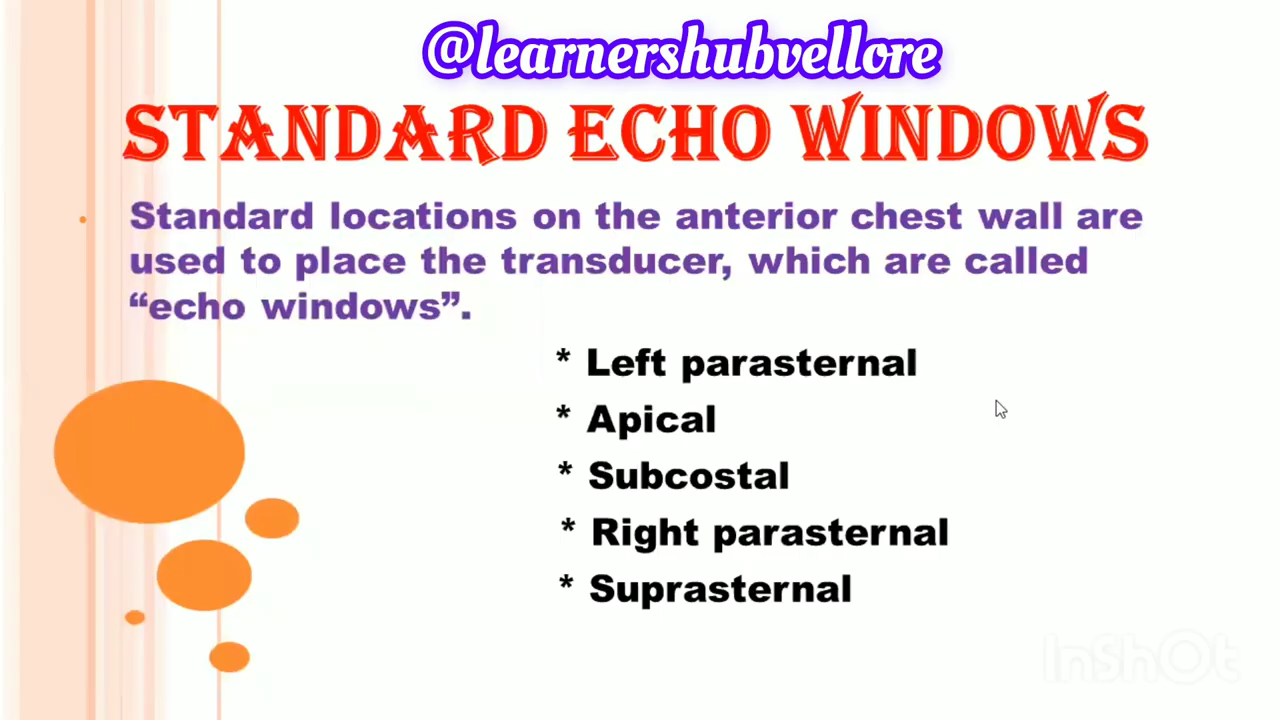 @learnershubvellore
STANDARD ECHO WINDOWS
• Standard locations on the anterior chest wall are
used to place the transducer, which are called
“echo windows”.
* Left parasternal
* Apical
* Subcostal
* Right parasternal
* Suprasternal
InShOt